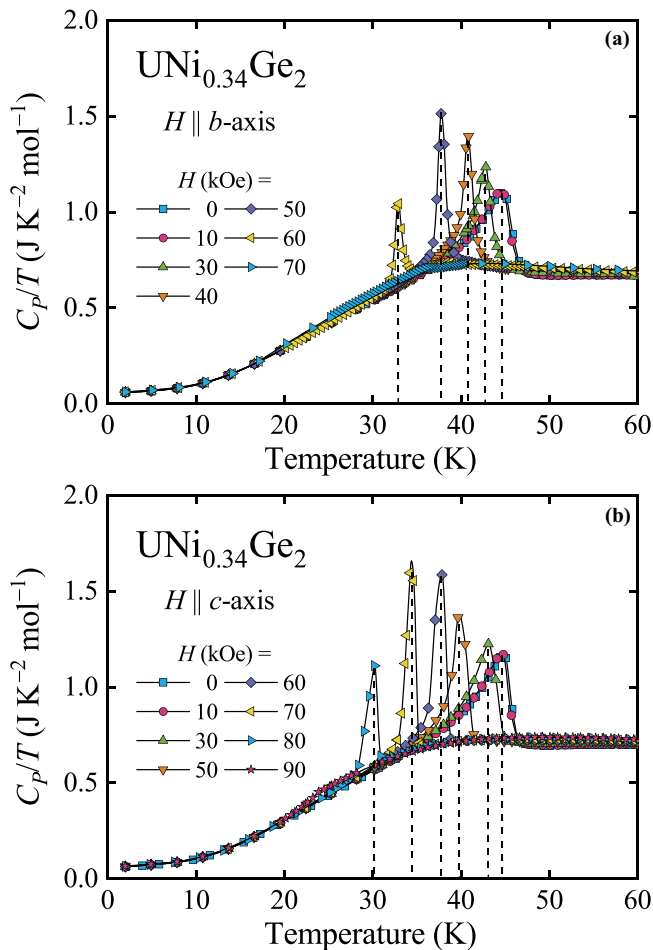 (a)
UNi0.34Ge2
H || b-axis
H (kOe) =
0 50
10 60
30 70
40
CP/T (J K−2 mol−1)
2.0
1.5
1.0
0.5
0.0
0 10 20 30 40 50 60
Temperature (K)
(b)
UNi0.34Ge2
H || c-axis
H (kOe) =
0 60
10 70
30 80
50 90
CP/T (J K−2 mol−1)
2.0
1.5
1.0
0.5
0.0
0 10 20 30 40 50 60
Temperature (K)